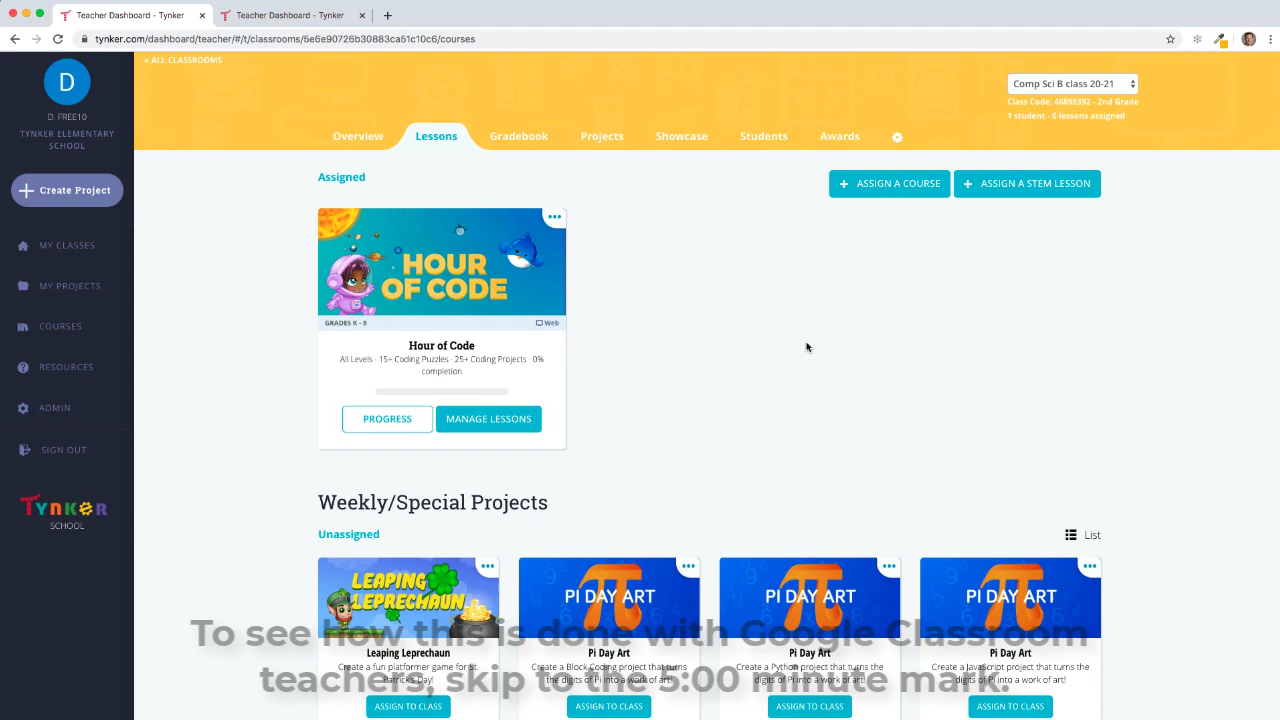 Teacher Dashboard - Tynker
Teacher Dashboard - Tynker
tynker.com/dashboard/teacher/#/t/classrooms/5e6e90726b30883ca51c10c6/courses
D
D. FREE10
TYNKER ELEMENTARY
SCHOOL
Create Project
MY CLASSES
MY PROJECTS
COURSES
RESOURCES
ADMIN
SIGN OUT
TYNKER
SCHOOL
« ALL CLASSROOMS
Comp Sci B class 20-21
Class Code: 46898392 - 2nd Grade
1 student - 0 lessons assigned
Overview Lessons Gradebook Projects Showcase Students Awards
Assigned
+ ASSIGN A COURSE
+ ASSIGN A STEM LESSON
HOUR
OF CODE
GRADES K - 8 Web
Hour of Code
All Levels · 15+ Coding Puzzles · 25+ Coding Projects · 0%
completion
PROGRESS MANAGE LESSONS
Weekly/Special Projects
Unassigned
List
LEAPING
LEPRECHAUN
Leaping Leprechaun
Create a fun platformer game for St.
Patrick's Day!
ASSIGN TO CLASS
PI DAY ART
Pi Day Art
Create a Block Coding project that turns
the digits of Pi into a work of art!
ASSIGN TO CLASS
PI DAY ART
Pi Day Art
Create a Python project that turns the
digits of Pi into a work of art!
ASSIGN TO CLASS
PI DAY ART
Pi Day Art
Create a JavaScript project that turns the
digits of Pi into a work of art!
ASSIGN TO CLASS
To see how this is done with Google Classroom
teachers, skip to the 5:00 minute mark.